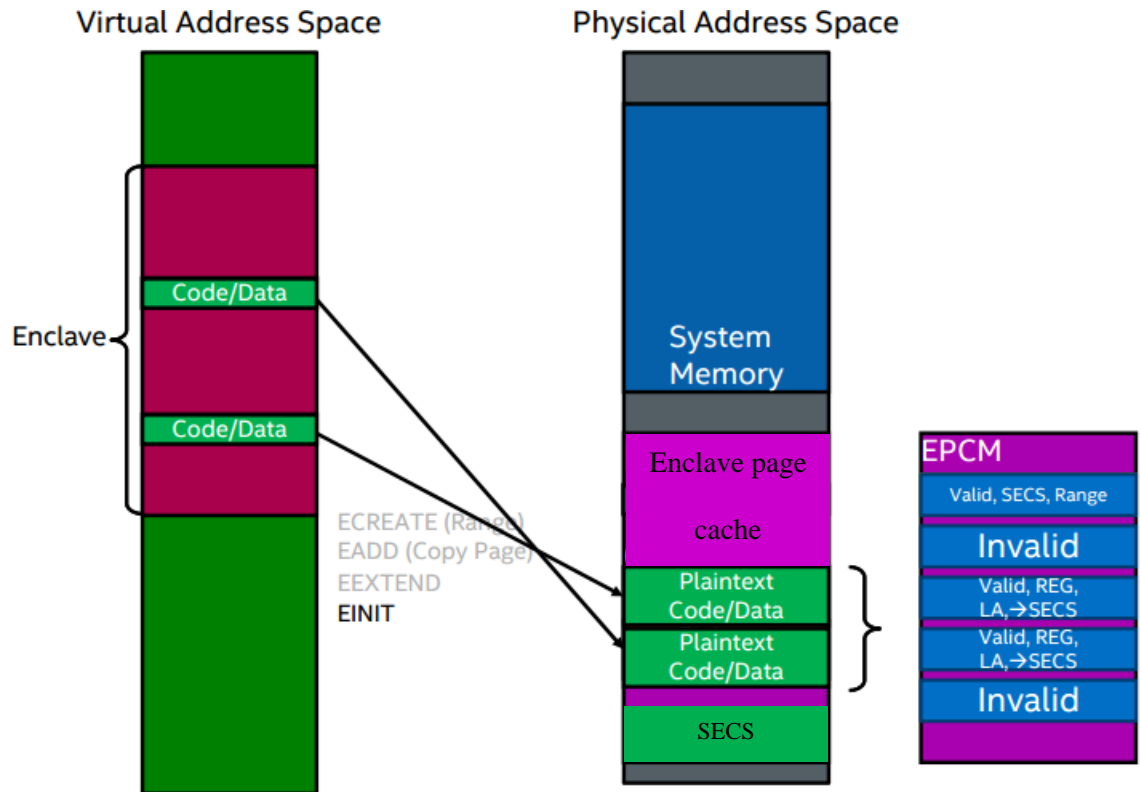 Virtual Address Space
Physical Address Space
Code/Data
Enclave
Code/Data
ECREATE (Range)
EADD (Copy Page)
EEXTEND
EINIT
System
Memory
Enclave page
cache
Plaintext
Code/Data
Plaintext
Code/Data
SECS
EPCM
Valid, SECS, Range
Invalid
Valid, REG,
LA,→SECS
Valid, REG,
LA,→SECS
Invalid